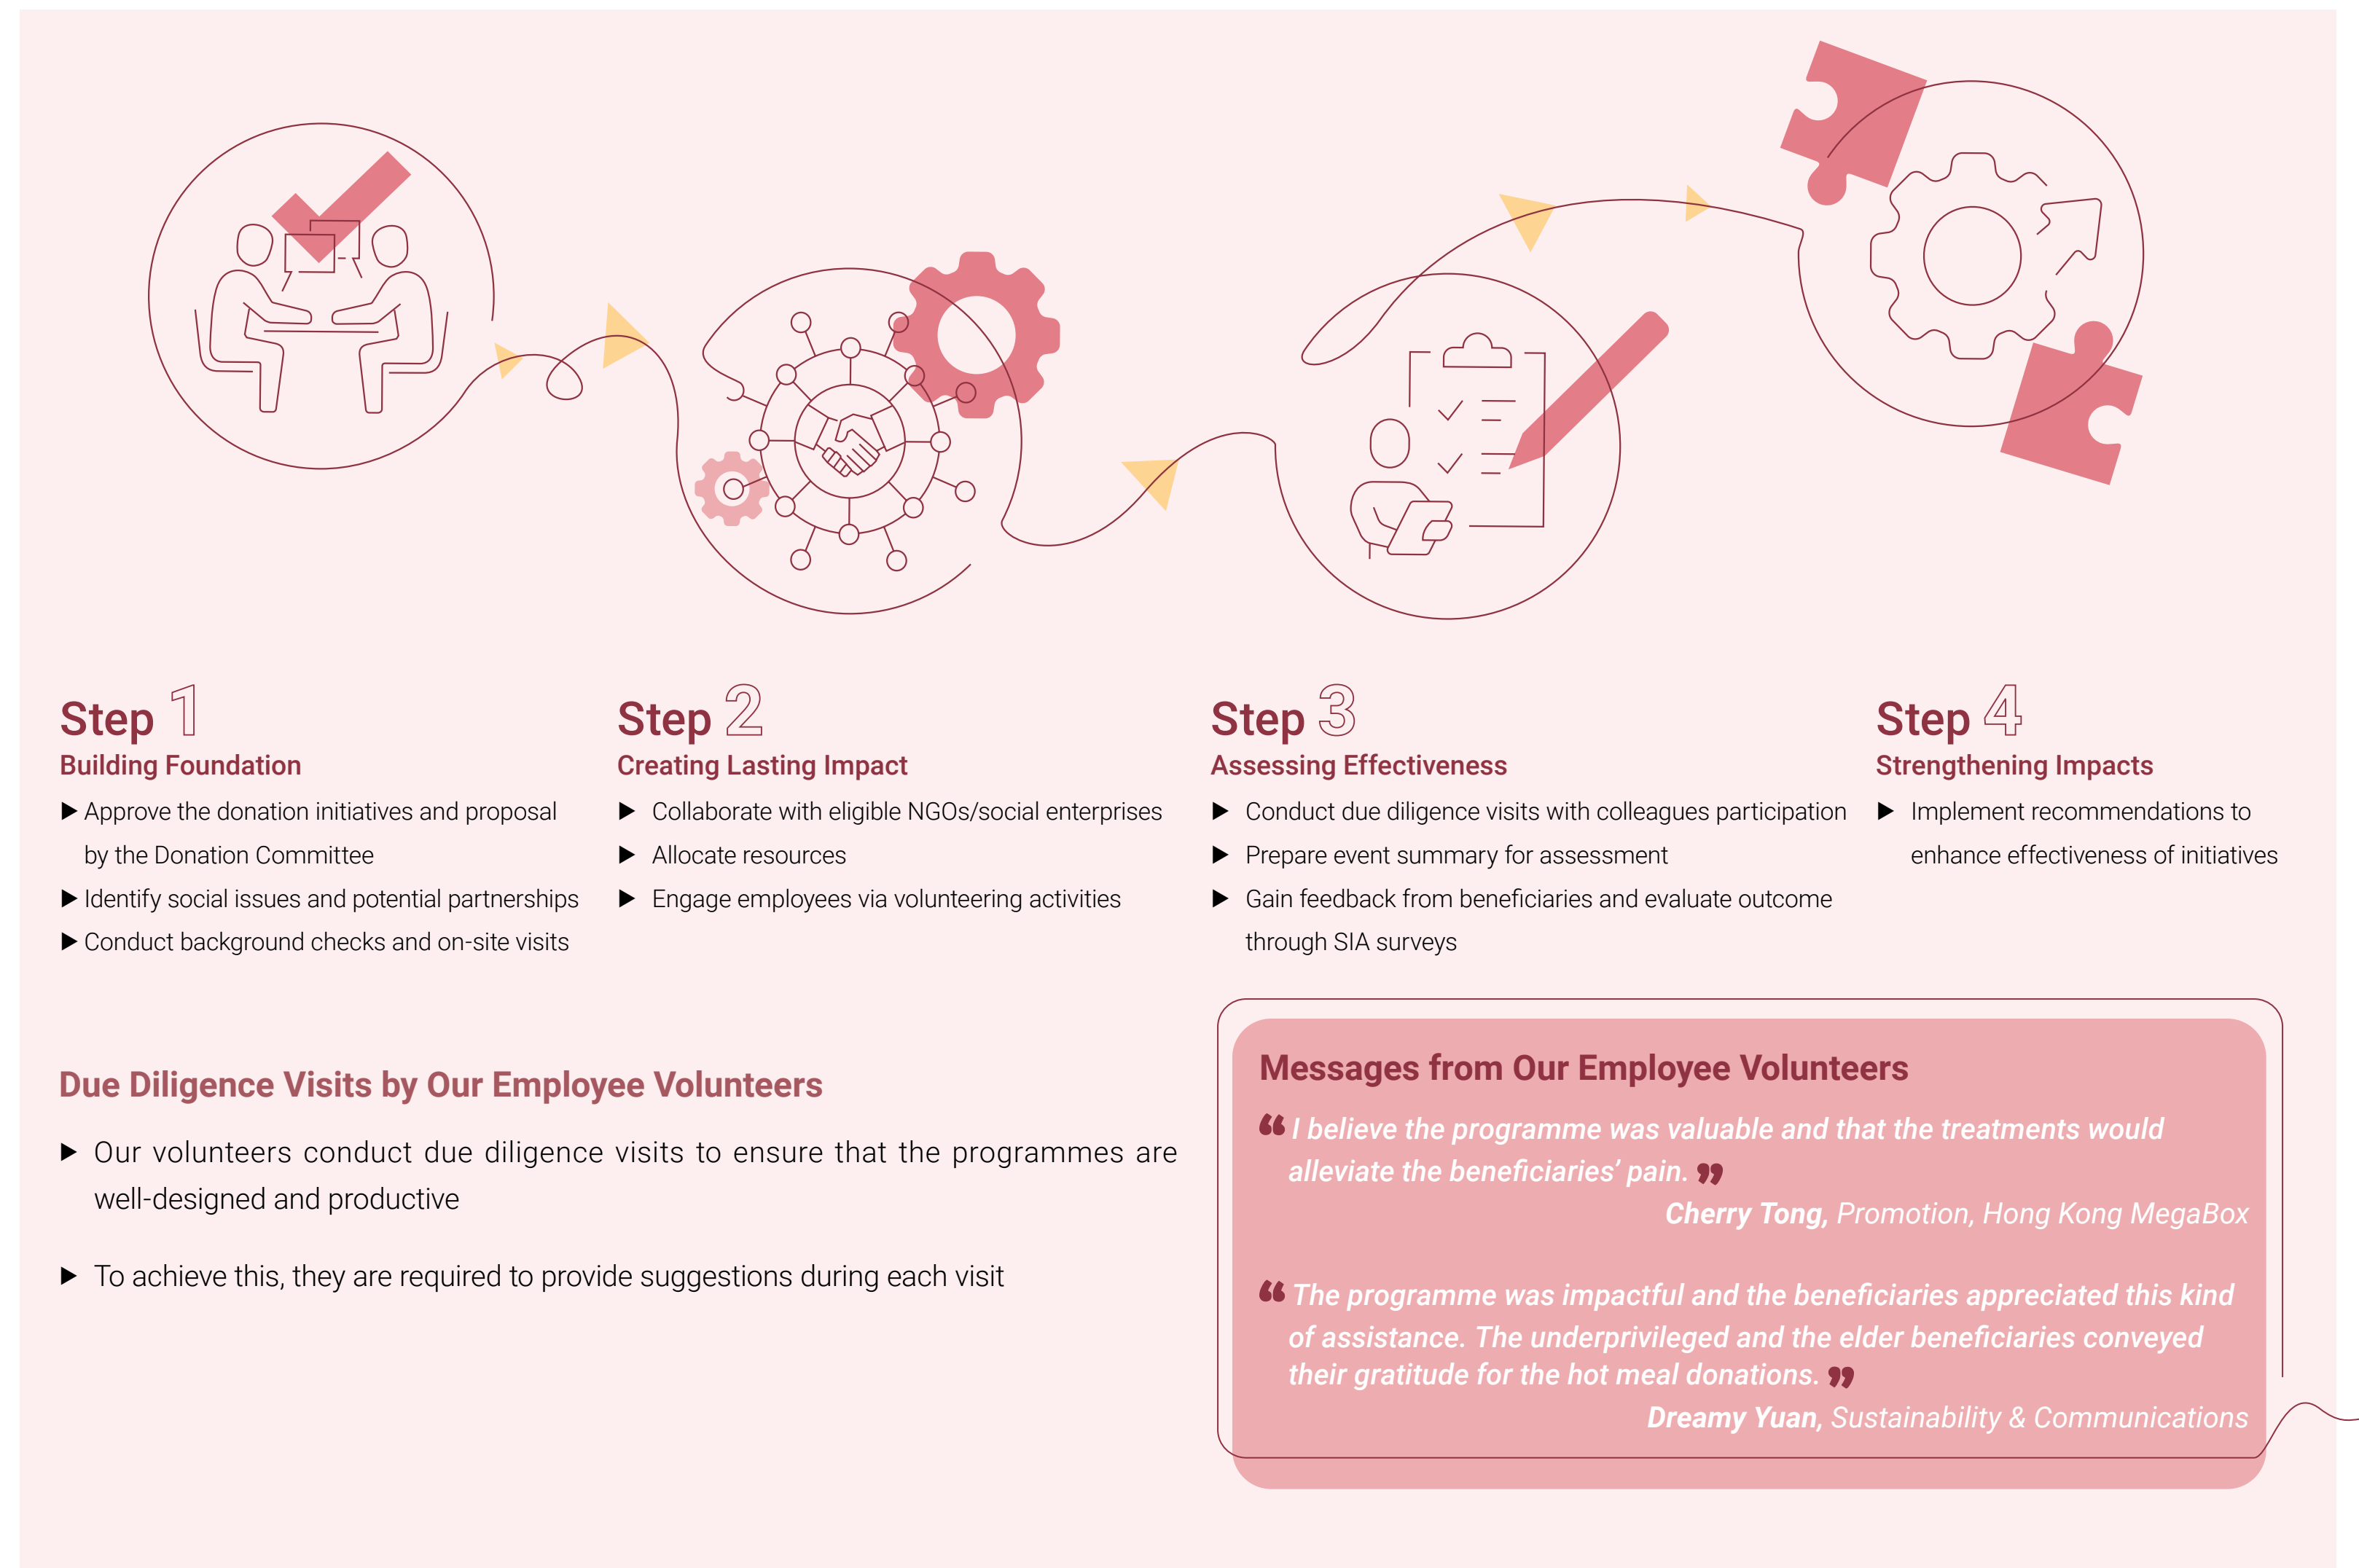 Step 1
Building Foundation
▶ Approve the donation initiatives and proposal
by the Donation Committee
▶ Identify social issues and potential partnerships
▶ Conduct background checks and on-site visits
Step 2
Creating Lasting Impact
▶ Collaborate with eligible NGOs/social enterprises
▶ Allocate resources
▶ Engage employees via volunteering activities
Step 3
Assessing Effectiveness
▶ Conduct due diligence visits with colleagues participation
▶ Prepare event summary for assessment
▶ Gain feedback from beneficiaries and evaluate outcome
through SIA surveys
Step 4
Strengthening Impacts
▶ Implement recommendations to
enhance effectiveness of initiatives
Due Diligence Visits by Our Employee Volunteers
▶ Our volunteers conduct due diligence visits to ensure that the programmes are
well-designed and productive
▶ To achieve this, they are required to provide suggestions during each visit
Messages from Our Employee Volunteers
“ I believe the programme was valuable and that the treatments would
alleviate the beneficiaries’ pain. ”
Cherry Tong, Promotion, Hong Kong MegaBox
“ The programme was impactful and the beneficiaries appreciated this kind
of assistance. The underprivileged and the elder beneficiaries conveyed
their gratitude for the hot meal donations. ”
Dreamy Yuan, Sustainability & Communications